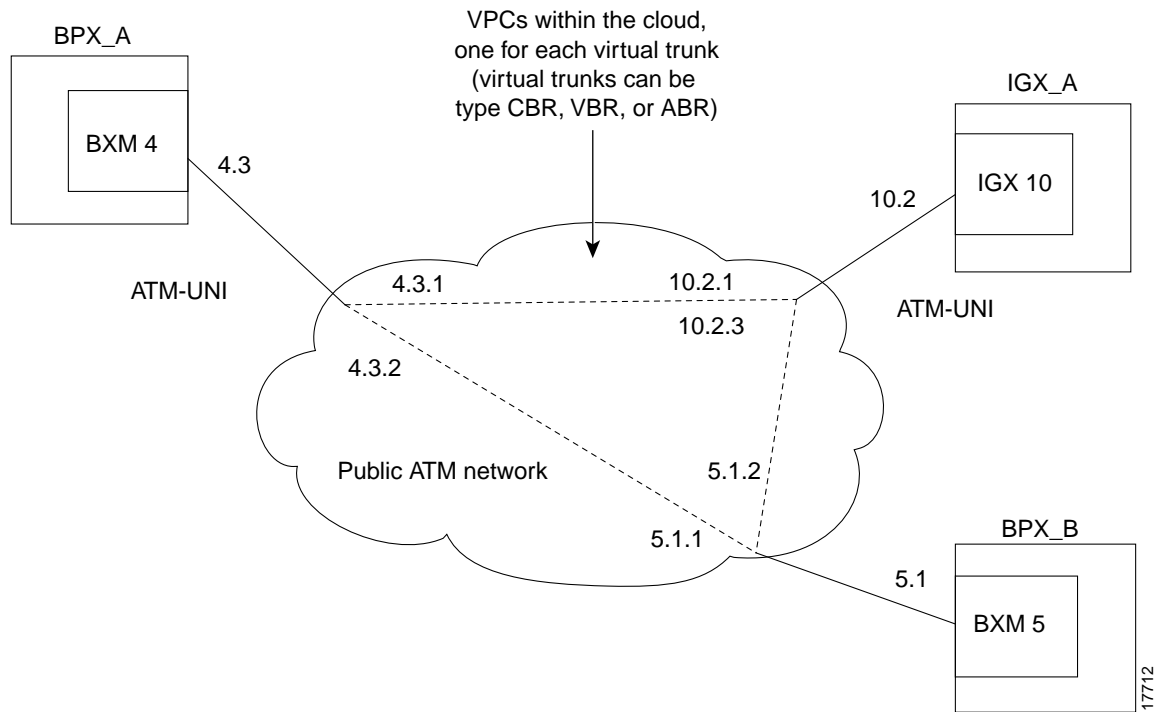 VPCs within the cloud,
one for each virtual trunk
(virtual trunks can be
type CBR, VBR, or ABR)
BPX_A
BXM 4
4.3
IGX_A
IGX 10
10.2
ATM-UNI
ATM-UNI
4.3.1
10.2.1
10.2.3
4.3.2
Public ATM network
5.1.2
5.1.1
BPX_B
5.1
BXM 5
17712